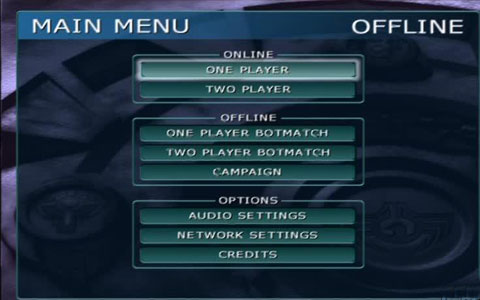 MAIN MENU
OFFLINE
ONLINE
ONE PLAYER
TWO PLAYER
OFFLINE
ONE PLAYER BOTMATCH
TWO PLAYER BOTMATCH
CAMPAIGN
OPTIONS
AUDIO SETTINGS
NETWORK SETTINGS
CREDITS